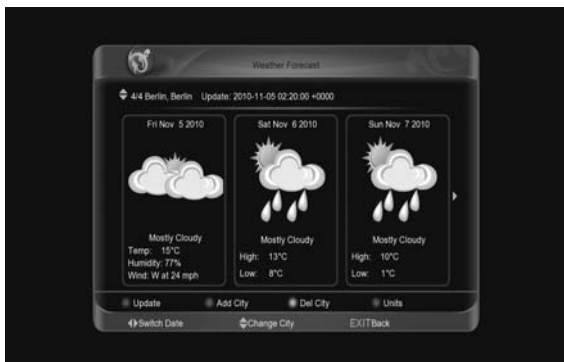 Weather Forecast
4/4 Berlin, Berlin Update: 2010-11-05 02:20:00 +0000
Fri Nov 5 2010
Mostly Cloudy
Temp: 15°C
Humidity: 77%
Wind: W at 24 mph
Sat Nov 6 2010
Mostly Cloudy
High: 13°C
Low: 8°C
Sun Nov 7 2010
Mostly Cloudy
High: 10°C
Low: 1°C
Update Add City Del City Units
Switch Date Change City EXIT Back